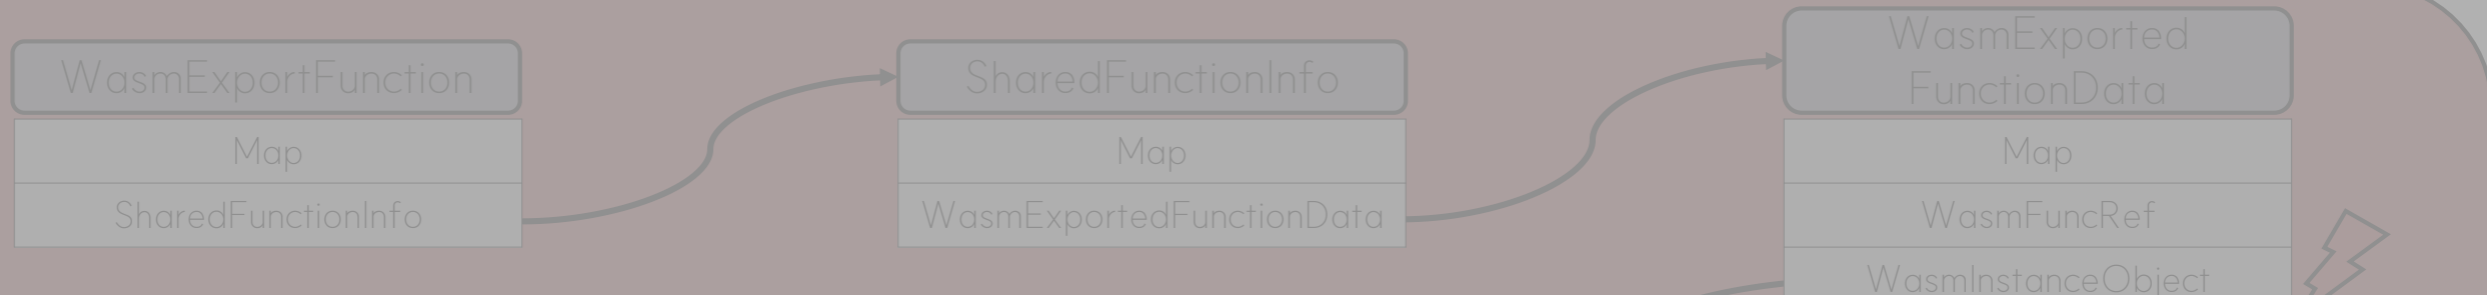 WasmExportFunction
Map
SharedFunctionInfo
SharedFunctionInfo
Map
WasmExportedFunctionData
WasmExported
FunctionData
Map
WasmFuncRef
WasmInstanceObject